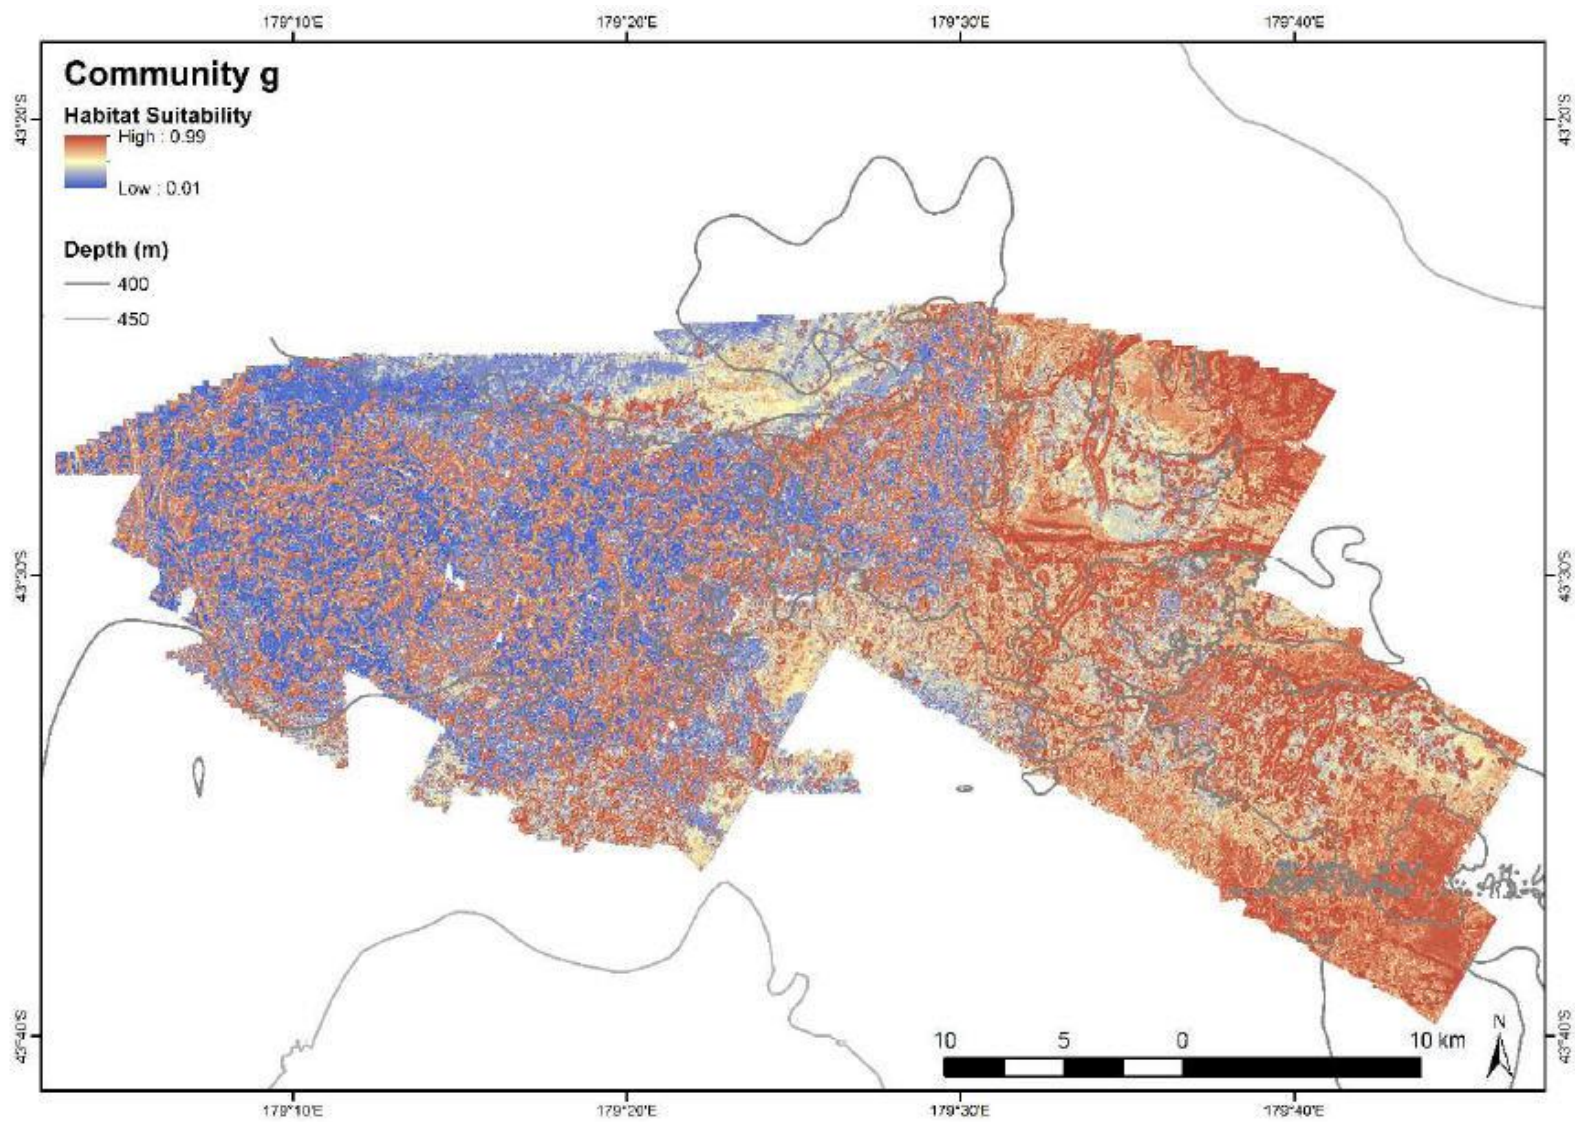 179°10'E 179°20'E 179°30'E 179°40'E
Community g
Habitat Suitability
High : 0.99
Low : 0.01
Depth (m)
400
450
43°20'S 43°20'S
43°30'S 43°30'S
43°40'S 43°40'S
10 5 0 10 km
N
179°10'E 179°20'E 179°30'E 179°40'E